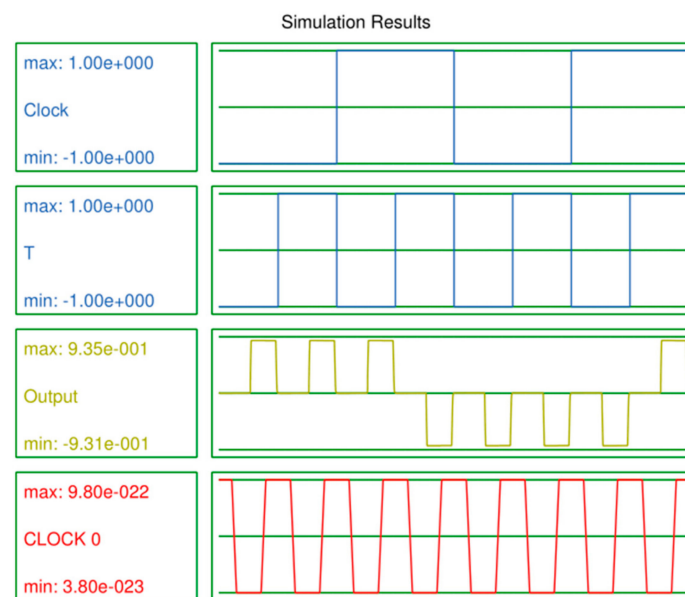 Simulation Results
max: 1.00e+000
Clock
min: -1.00e+000
max: 1.00e+000
T
min: -1.00e+000
max: 9.35e-001
Output
min: -9.31e-001
max: 9.80e-022
CLOCK 0
min: 3.80e-023